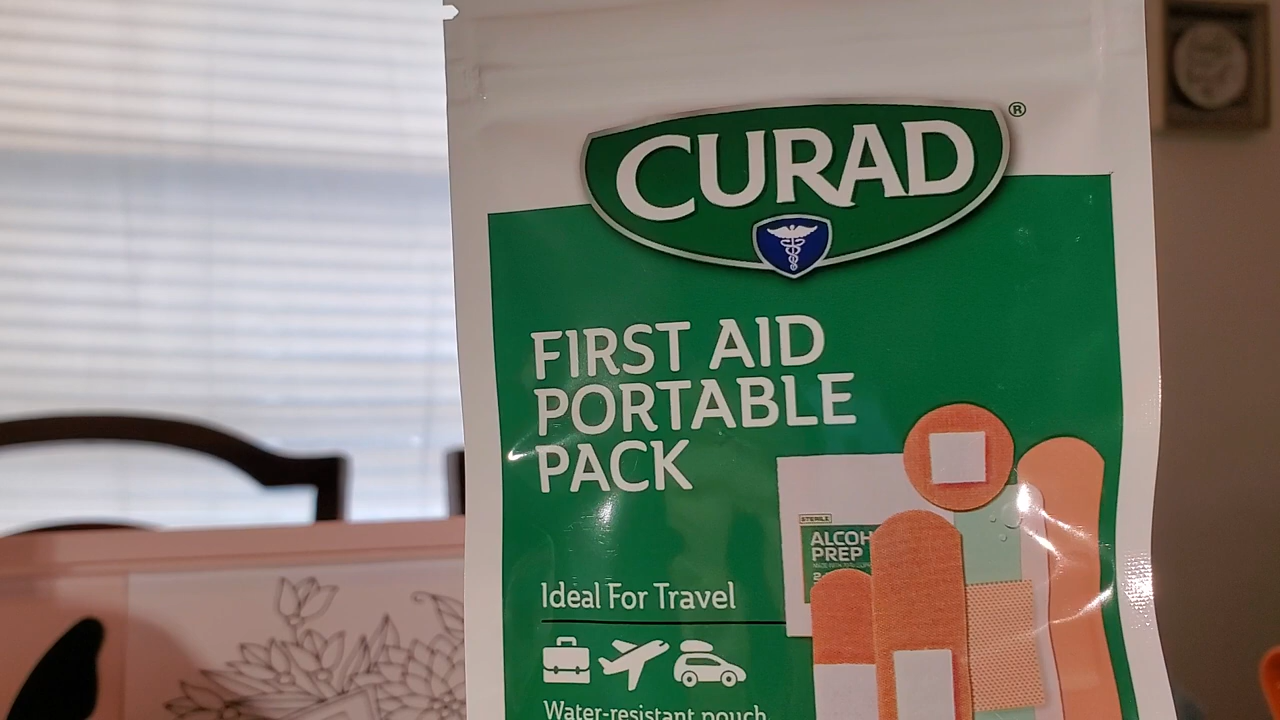 CURAD®
FIRST AID
PORTABLE
PACK
STERILE
ALCOH
PREP
Ideal For Travel
Water-resistant pouch